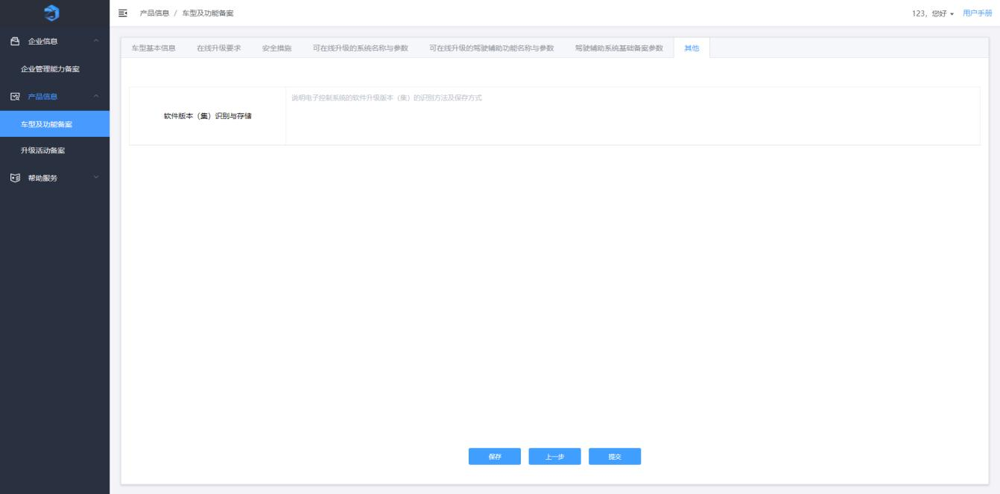 产品信息 / 车型及功能备案
123，您好 用户手册
企业信息
企业管理能力备案
产品信息
车型及功能备案
升级活动备案
帮助服务
车型基本信息 在线升级要求 安全措施 可在线升级的系统名称与参数 可在线升级的驾驶辅助功能名称与参数 驾驶辅助系统基础备案参数 其他
软件版本（集）识别与存储
说明电子控制系统的软件升级版本（集）的识别方法及保存方式
保存 上一步 提交